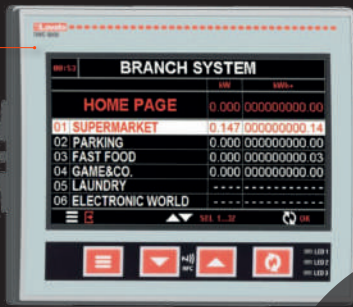 Lovato
00:53 BRANCH SYSTEM
kW kWh+
HOME PAGE 0.000 000000000.00
01 SUPERMARKET 0.147 000000000.14
02 PARKING 0.000 000000000.00
03 FAST FOOD 0.000 000000000.03
04 GAME&CO. 0.000 000000000.00
05 LAUNDRY ----- ------------
06 ELECTRONIC WORLD ----- ------------
SEL 1..32 OK
NFC
LED 1
LED 2
LED 3